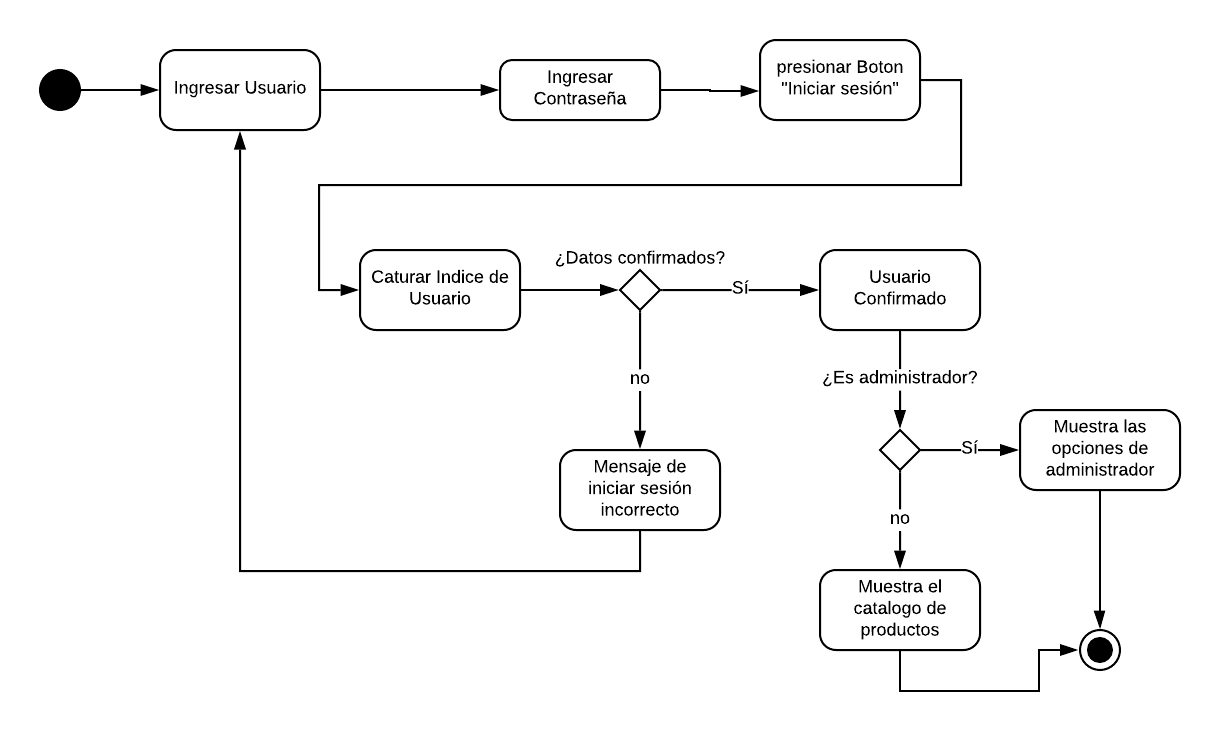 Ingresar Usuario
Ingresar
Contraseña
presionar Boton
"Iniciar sesión"
Caturar Indice de
Usuario
¿Datos confirmados?
Sí
Usuario
Confirmado
no
¿Es administrador?
Mensaje de
iniciar sesión
incorrecto
Sí
Muestra las
opciones de
administrador
no
Muestra el
catalogo de
productos